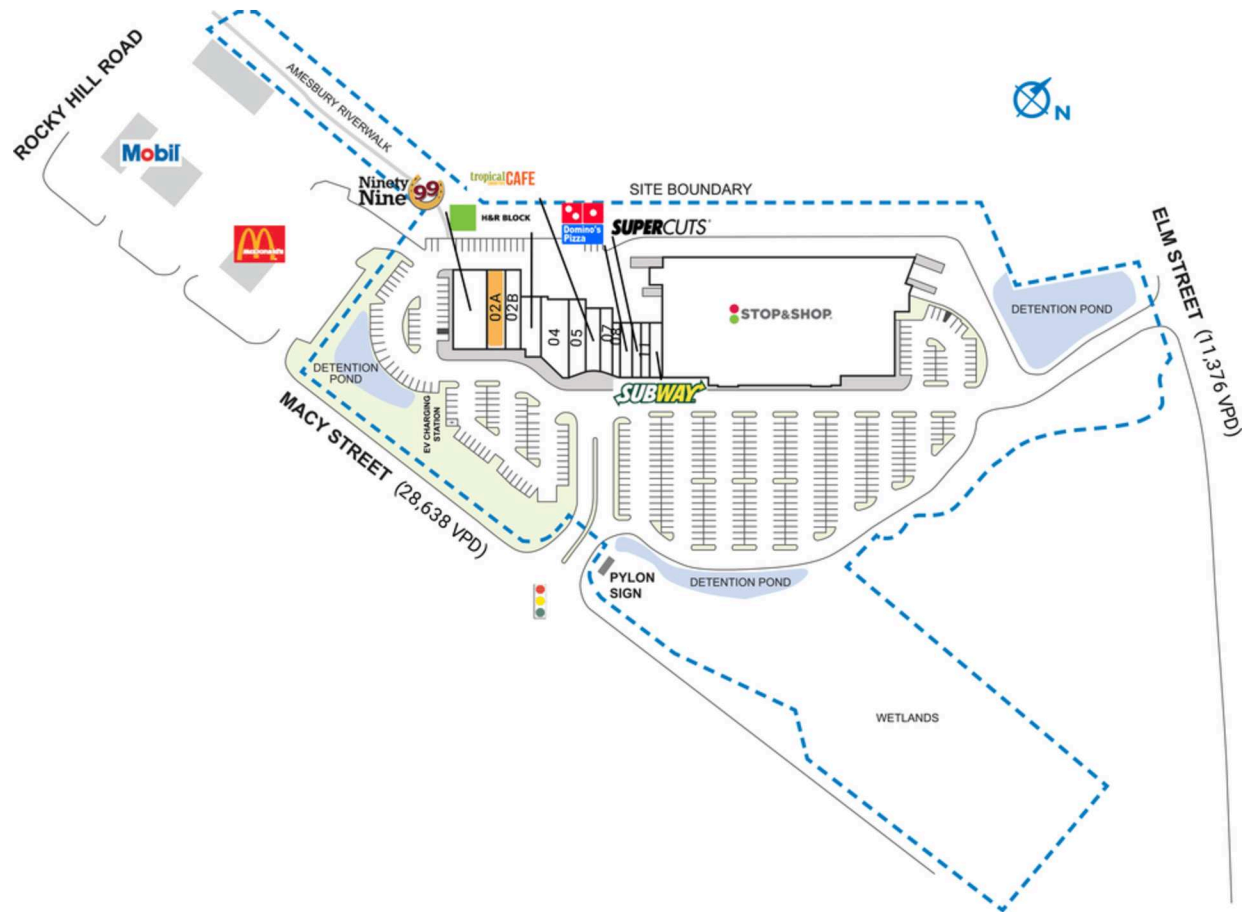 ROCKY HILL ROAD
AMESBURY RIVERWALK
Mobil
N
Ninety
Nine
99
tropical CAFE
SITE BOUNDARY
H&R BLOCK
Domino's
Pizza
SUPERCUTS
McDonald's
ELM STREET (11,376 VPD)
02A
02B
04
05
07
08
STOP&SHOP
DETENTION POND
DETENTION
POND
SUBWAY
EV CHARGING
STATION
MACY STREET (28,638 VPD)
PYLON
SIGN
DETENTION POND
WETLANDS